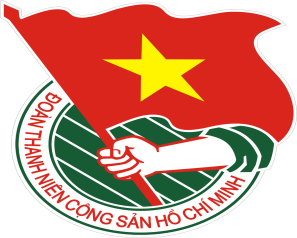 ĐOÀN THANH NIÊN CỘNG SẢN HỒ CHÍ MINH